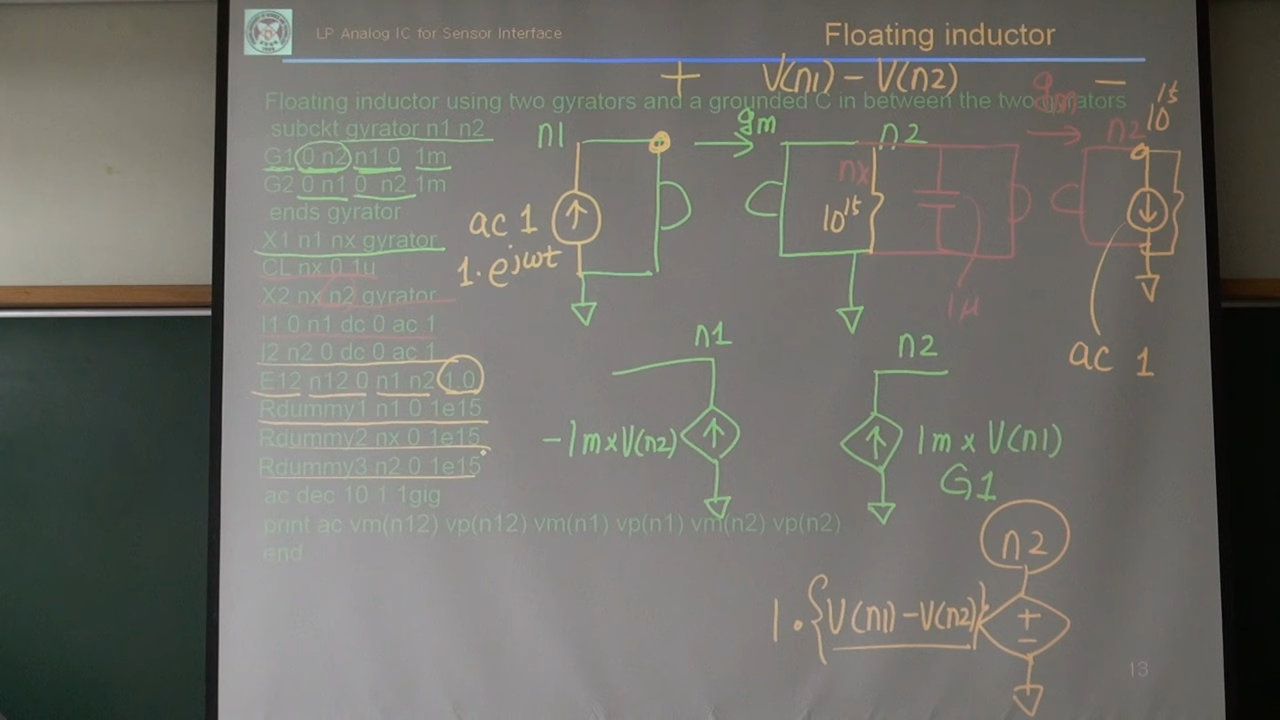 LP Analog IC for Sensor Interface
Floating inductor
+ V(n1) - V(n2) -
Floating inductor using two gyrators and a grounded C in between the two gyrators
subckt gyrator n1 n2
G1 0 n2 n1 0 1m
G2 0 n1 0 n2 1m
ends gyrator
X1 n1 nx gyrator
CL nx 0 1u
X2 nx n2 gyrator
I1 0 n1 dc 0 ac 1
I2 n2 0 dc 0 ac 1
E12 n12 0 n1 n2 1.0
Rdummy1 n1 0 1e15
Rdummy2 nx 0 1e15
Rdummy3 n2 0 1e15
ac dec 10 1 1gig
print ac vm(n12) vp(n12) vm(n1) vp(n1) vm(n2) vp(n2)
end
n1
gm
n2
nx
10^15
gm
n2
10^15
ac 1
1·e^jwt
1μ
ac 1
n1
-1m×V(n2)
n2
1m × V(n1)
G1
n2
1·{V(n1)-V(n2)}
+
-
13